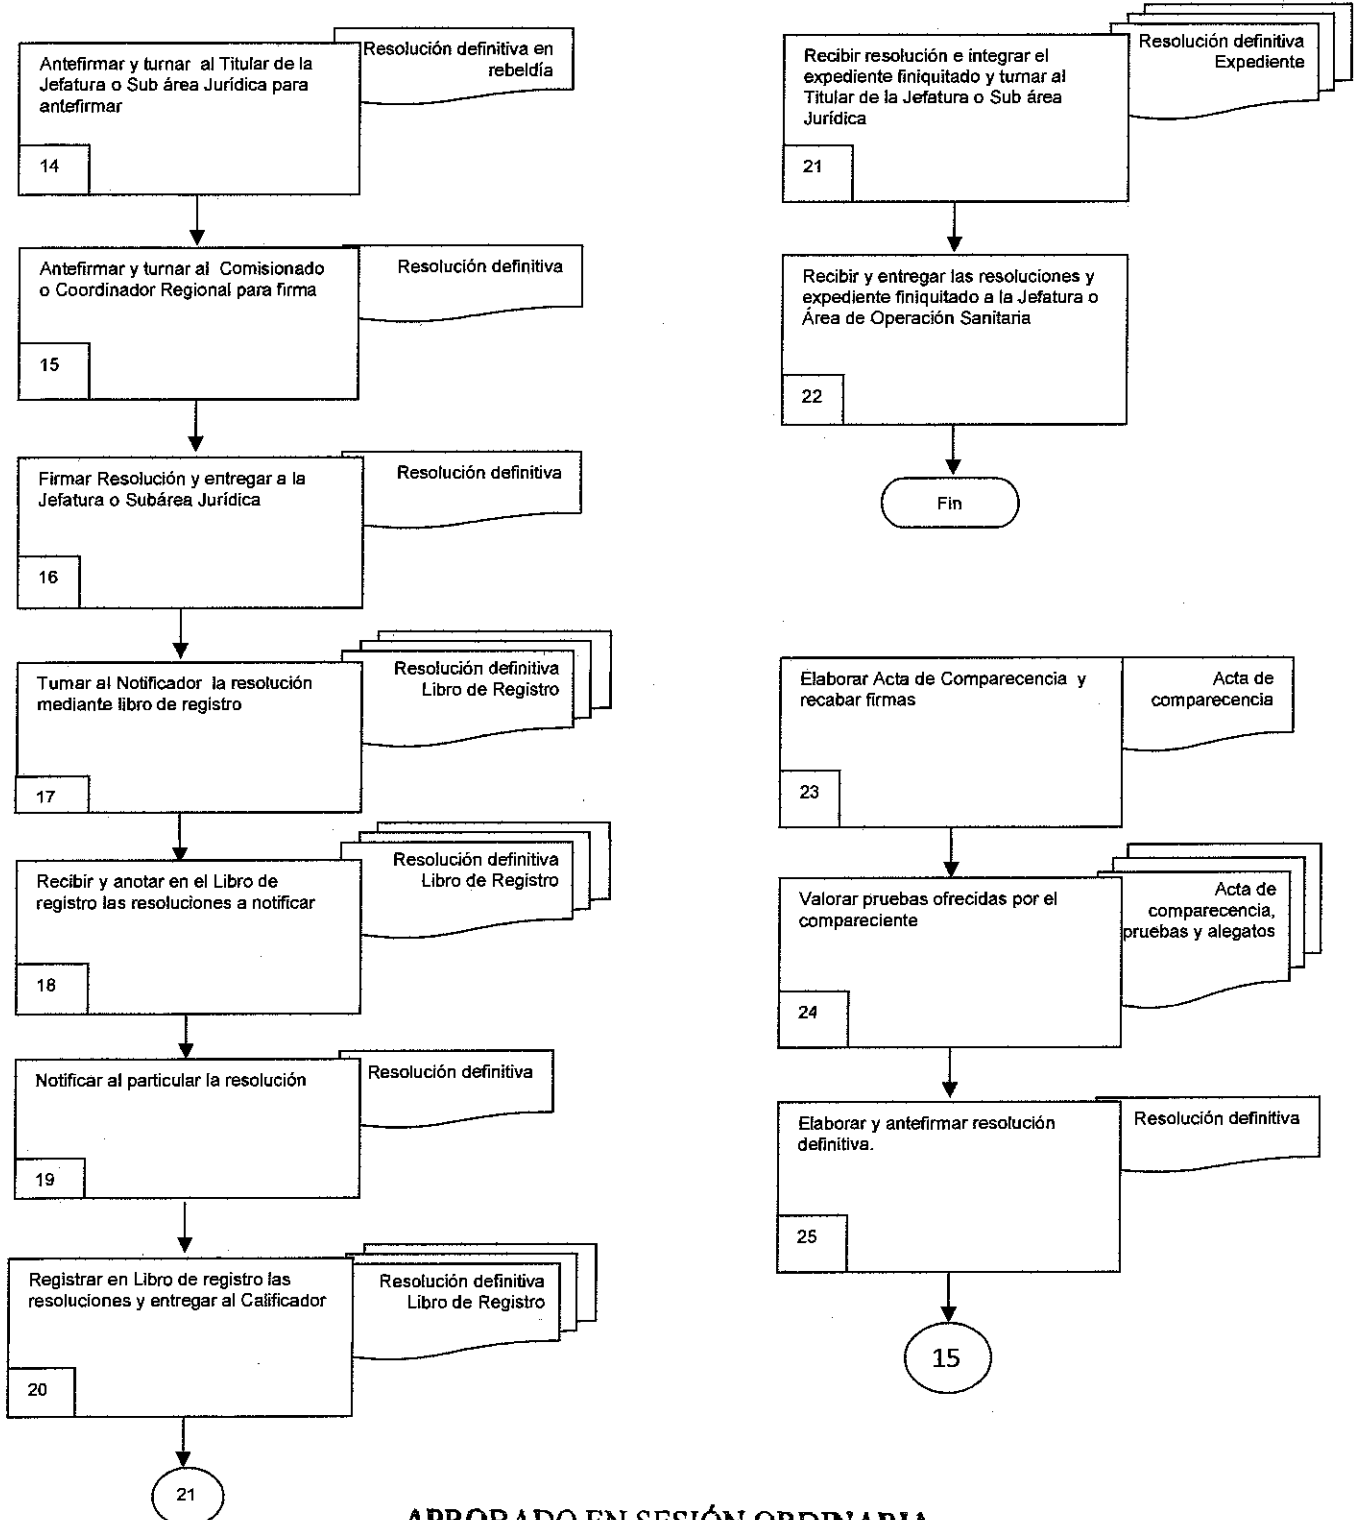 Antefirmar y turnar al Titular de la
Jefatura o Sub área Jurídica para
antefirmar
14
Resolución definitiva en
rebeldía
Antefirmar y turnar al Comisionado
o Coordinador Regional para firma
15
Resolución definitiva
Firmar Resolución y entregar a la
Jefatura o Subárea Jurídica
16
Resolución definitiva
Turnar al Notificador la resolución
mediante libro de registro
17
Resolución definitiva
Libro de Registro
Recibir y anotar en el Libro de
registro las resoluciones a notificar
18
Resolución definitiva
Libro de Registro
Notificar al particular la resolución
19
Resolución definitiva
Registrar en Libro de registro las
resoluciones y entregar al Calificador
20
Resolución definitiva
Libro de Registro
21
Recibir resolución e integrar el
expediente finiquitado y turnar al
Titular de la Jefatura o Sub área
Jurídica
21
Resolución definitiva
Expediente
Recibir y entregar las resoluciones y
expediente finiquitado a la Jefatura o
Área de Operación Sanitaria
22
Fin
Elaborar Acta de Comparecencia y
recabar firmas
23
Acta de
comparecencia
Valorar pruebas ofrecidas por el
compareciente
24
Acta de
comparecencia,
pruebas y alegatos
Elaborar y antefirmar resolución
definitiva.
25
Resolución definitiva
15
APROBADO EN SESIÓN ORDINARIA